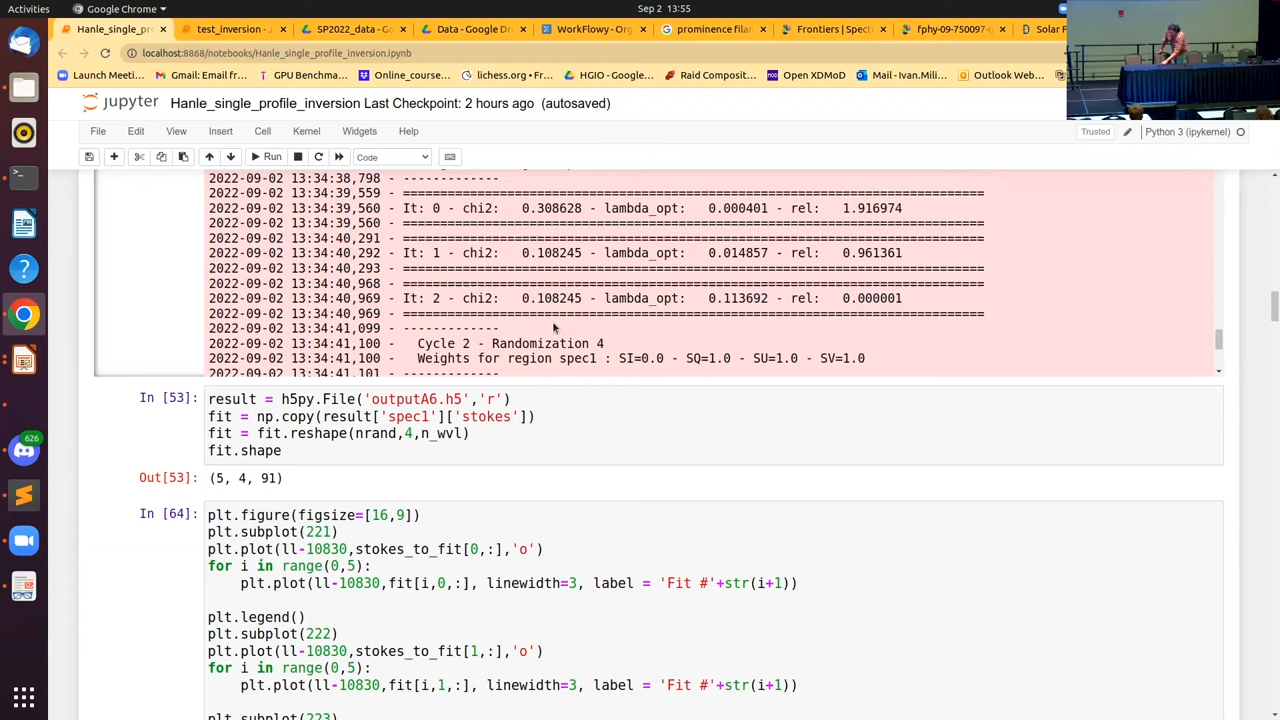 Activities
Google Chrome
Sep 2 13:55
Hanle_single_pro
test_inversion - J
SP2022_data - Go
Data - Google Dr
WorkFlowy - Org
prominence filan
Frontiers | Spect
fphy-09-750097-g
Solar F
localhost:8868/notebooks/Hanle_single_profile_inversion.ipynb
Launch Meeti...
Gmail: Email fr...
GPU Benchma...
Online_course...
lichess.org • Fr...
HGIO - Google...
Raid Composit...
Open XDMoD
Mail - Ivan.Mili...
Outlook Web...
jupyter Hanle_single_profile_inversion Last Checkpoint: 2 hours ago (autosaved)
File Edit View Insert Cell Kernel Widgets Help
Trusted
Python 3 (ipykernel)
Run
Code
2022-09-02 13:34:38,798 - -------------
2022-09-02 13:34:39,559 - ==============================================================================
2022-09-02 13:34:39,560 - It: 0 - chi2: 0.308628 - lambda_opt: 0.000401 - rel: 1.916974
2022-09-02 13:34:39,560 - ==============================================================================
2022-09-02 13:34:40,291 - ==============================================================================
2022-09-02 13:34:40,292 - It: 1 - chi2: 0.108245 - lambda_opt: 0.014857 - rel: 0.961361
2022-09-02 13:34:40,293 - ==============================================================================
2022-09-02 13:34:40,968 - ==============================================================================
2022-09-02 13:34:40,969 - It: 2 - chi2: 0.108245 - lambda_opt: 0.113692 - rel: 0.000001
2022-09-02 13:34:40,969 - ==============================================================================
2022-09-02 13:34:41,099 - -------------
2022-09-02 13:34:41,100 - Cycle 2 - Randomization 4
2022-09-02 13:34:41,100 - Weights for region spec1 : SI=0.0 - SQ=1.0 - SU=1.0 - SV=1.0
2022-09-02 13:34:41,101 - -------------
In [53]:
result = h5py.File('outputA6.h5','r')
fit = np.copy(result['spec1']['stokes'])
fit = fit.reshape(nrand,4,n_wvl)
fit.shape
Out[53]: (5, 4, 91)
In [64]:
plt.figure(figsize=[16,9])
plt.subplot(221)
plt.plot(ll-10830,stokes_to_fit[0,:],'o')
for i in range(0,5):
plt.plot(ll-10830,fit[i,0,:], linewidth=3, label = 'Fit #'+str(i+1))
plt.legend()
plt.subplot(222)
plt.plot(ll-10830,stokes_to_fit[1,:],'o')
for i in range(0,5):
plt.plot(ll-10830,fit[i,1,:], linewidth=3, label = 'Fit #'+str(i+1))
plt.subplot(223)
626